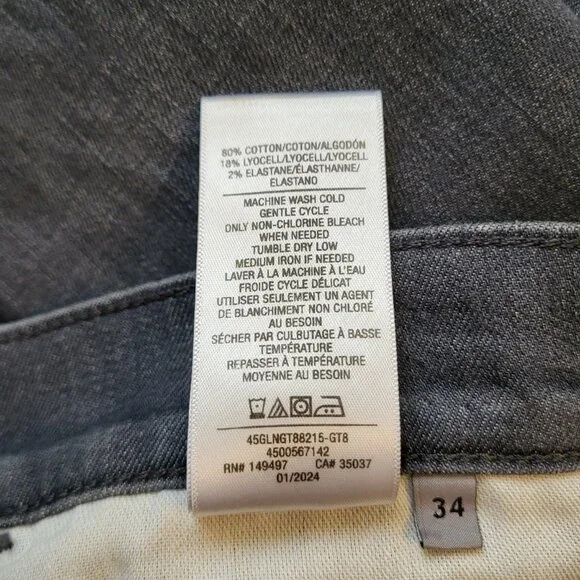 80% COTTON/COTON/ALGODÓN
18% LYOCELL/LYOCELL/LYOCELL
2% ELASTANE/ÉLASTHANNE/
ELASTANO
MACHINE WASH COLD
GENTLE CYCLE
ONLY NON-CHLORINE BLEACH
WHEN NEEDED
TUMBLE DRY LOW
MEDIUM IRON IF NEEDED
LAVER À LA MACHINE À L'EAU
FROIDE CYCLE DÉLICAT
UTILISER SEULEMENT UN AGENT
DE BLANCHIMENT NON CHLORÉ
AU BESOIN
SÉCHER PAR CULBUTAGE À BASSE
TEMPÉRATURE
REPASSER À TEMPÉRATURE
MOYENNE AU BESOIN
45GLNGT88215-GT8
4500567142
RN# 149497 CA# 35037
01/2024
34